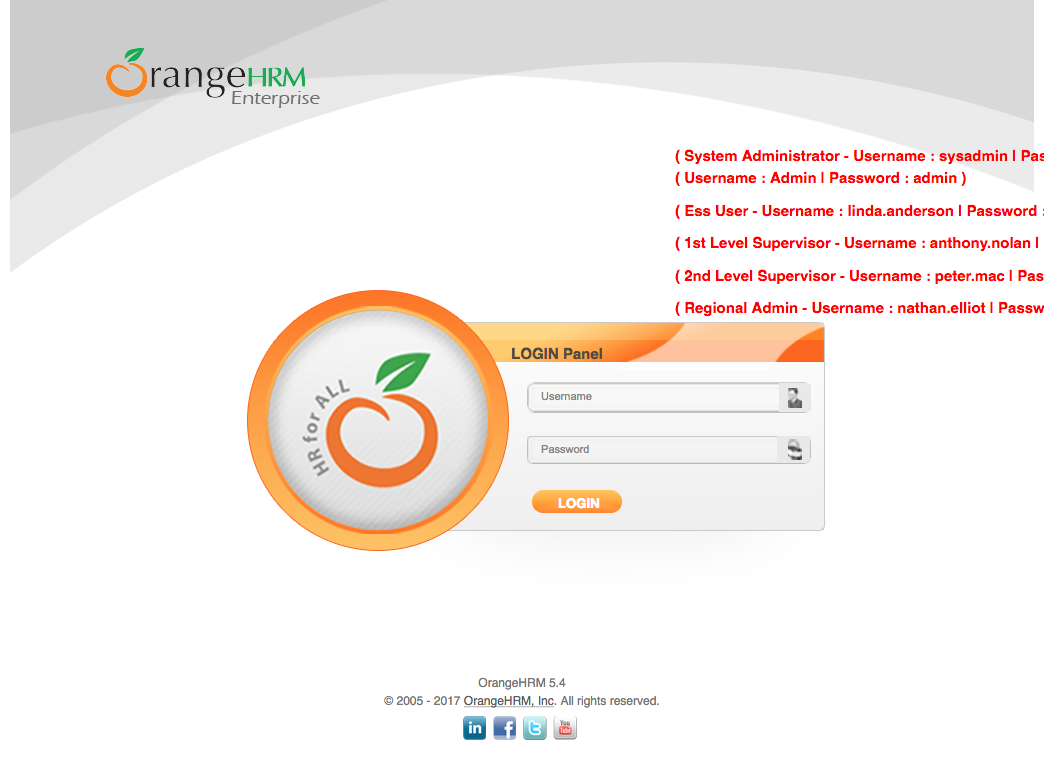 OrangeHRM
Enterprise
( System Administrator - Username : sysadmin | Pas
( Username : Admin | Password : admin )
( Ess User - Username : linda.anderson | Password :
( 1st Level Supervisor - Username : anthony.nolan |
( 2nd Level Supervisor - Username : peter.mac | Pas
( Regional Admin - Username : nathan.elliot | Passw
LOGIN Panel
HR for ALL
Username
Password
LOGIN
OrangeHRM 5.4
© 2005 - 2017 OrangeHRM, Inc. All rights reserved.
in f t You Tube